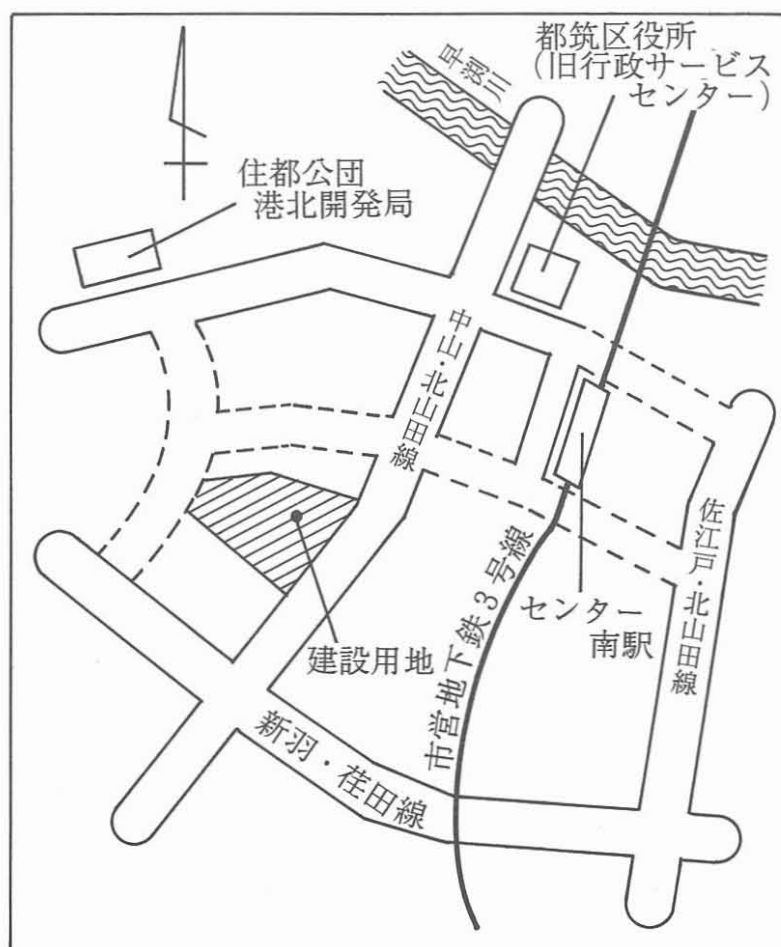 都筑区役所
(旧行政サービス
センター)
早渕川
住都公団
港北開発局
中山・北山田線
佐江戸・北山田線
センター
南駅
市営地下鉄3号線
建設用地
新羽・荏田線